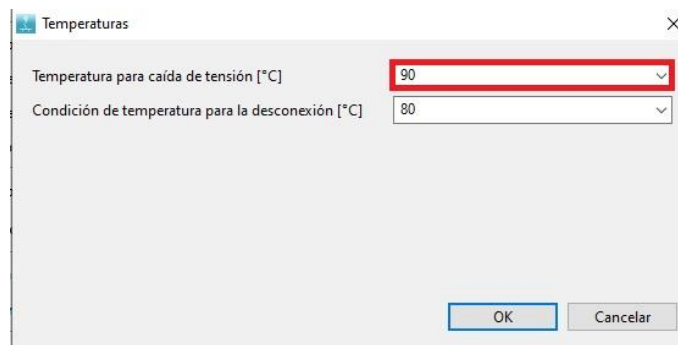 Temperaturas
Temperatura para caída de tensión [°C]
90
Condición de temperatura para la desconexión [°C]
80
OK
Cancelar